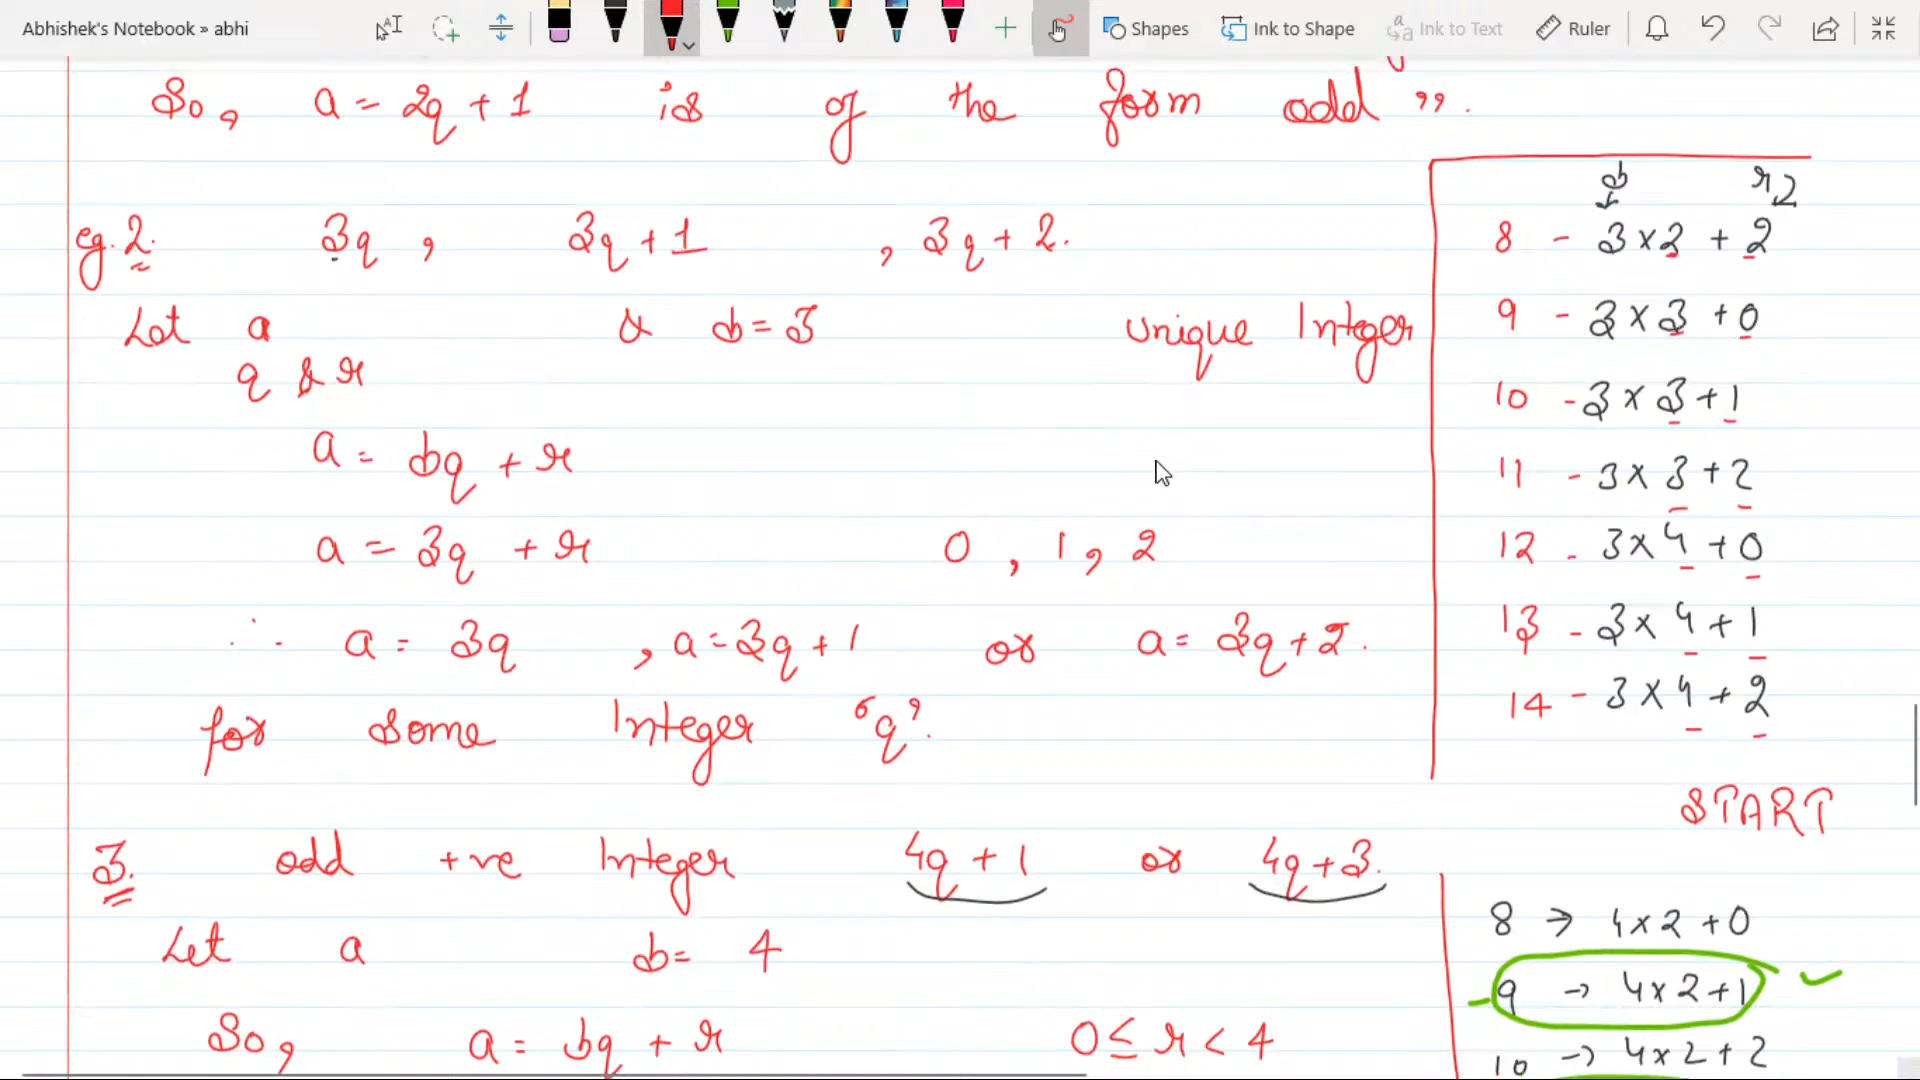 Abhishek's Notebook » abhi
Shapes
Ink to Shape
Ink to Text
Ruler
So, a = 2q + 1 is of the form odd ”.
eg. 2. 3q , 3q + 1 , 3q + 2.
Let a & b = 3 unique Integer
q & r
a = bq + r
a = 3q + r 0 , 1 , 2
∴ a = 3q , a = 3q + 1 or a = 3q + 2.
for some Integer ‘q’.
b r
8 - 3 × 2 + 2
9 - 3 × 3 + 0
10 - 3 × 3 + 1
11 - 3 × 3 + 2
12 - 3 × 4 + 0
13 - 3 × 4 + 1
14 - 3 × 4 + 2
START
3. odd +ve Integer 4q + 1 or 4q + 3.
Let a b = 4
So, a = bq + r 0 ≤ r < 4
8 → 4 × 2 + 0
9 → 4 × 2 + 1
10 → 4 × 2 + 2